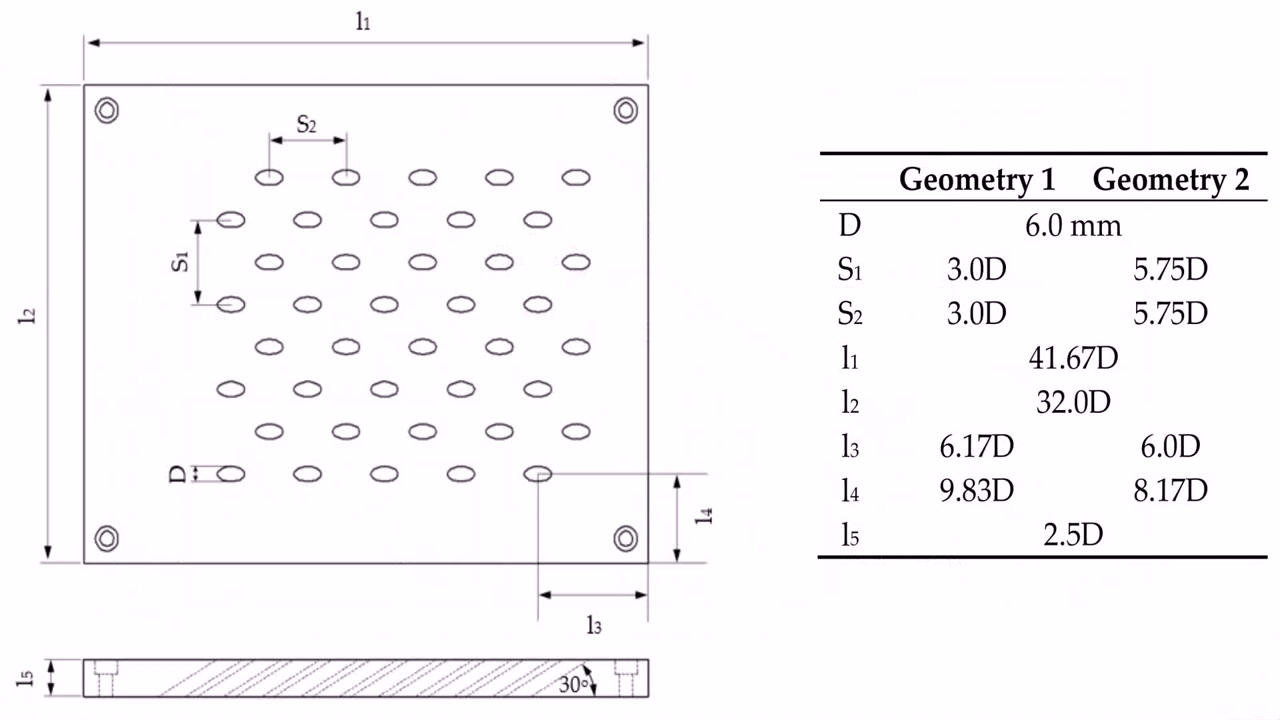 l1
S2
S1
l2
D
l4
l3
l5
30°
Geometry 1 Geometry 2
D 6.0 mm
S1 3.0D 5.75D
S2 3.0D 5.75D
l1 41.67D
l2 32.0D
l3 6.17D 6.0D
l4 9.83D 8.17D
l5 2.5D